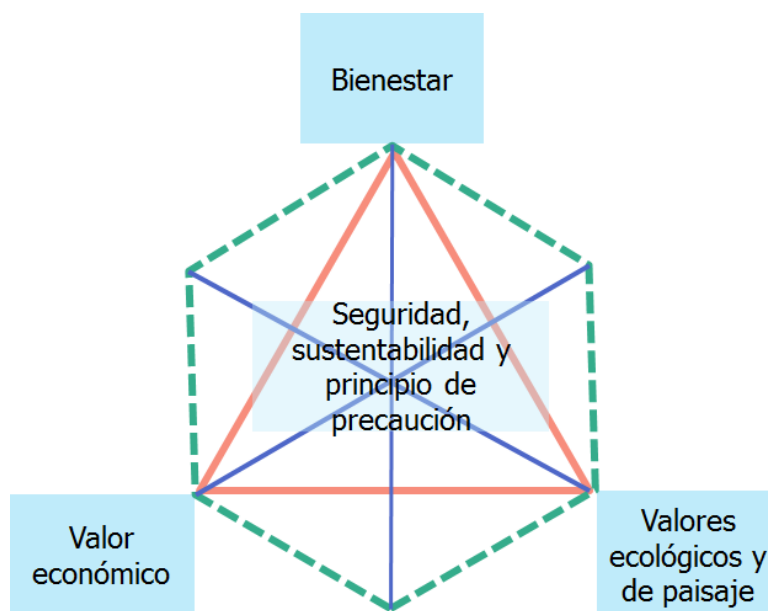 Bienestar
Seguridad,
sustentabilidad y
principio de
precaución
Valor
económico
Valores
ecológicos y
de paisaje